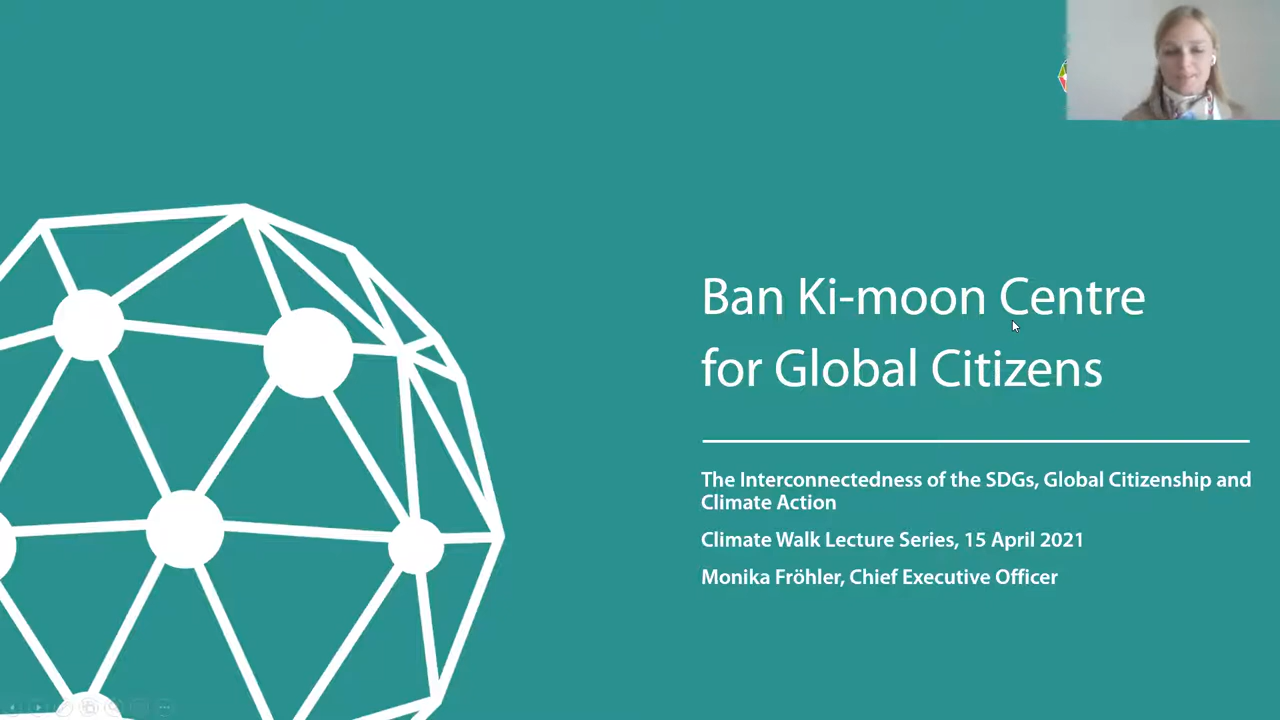 Ban Ki-moon Centre
for Global Citizens
The Interconnectedness of the SDGs, Global Citizenship and
Climate Action
Climate Walk Lecture Series, 15 April 2021
Monika Fröhler, Chief Executive Officer